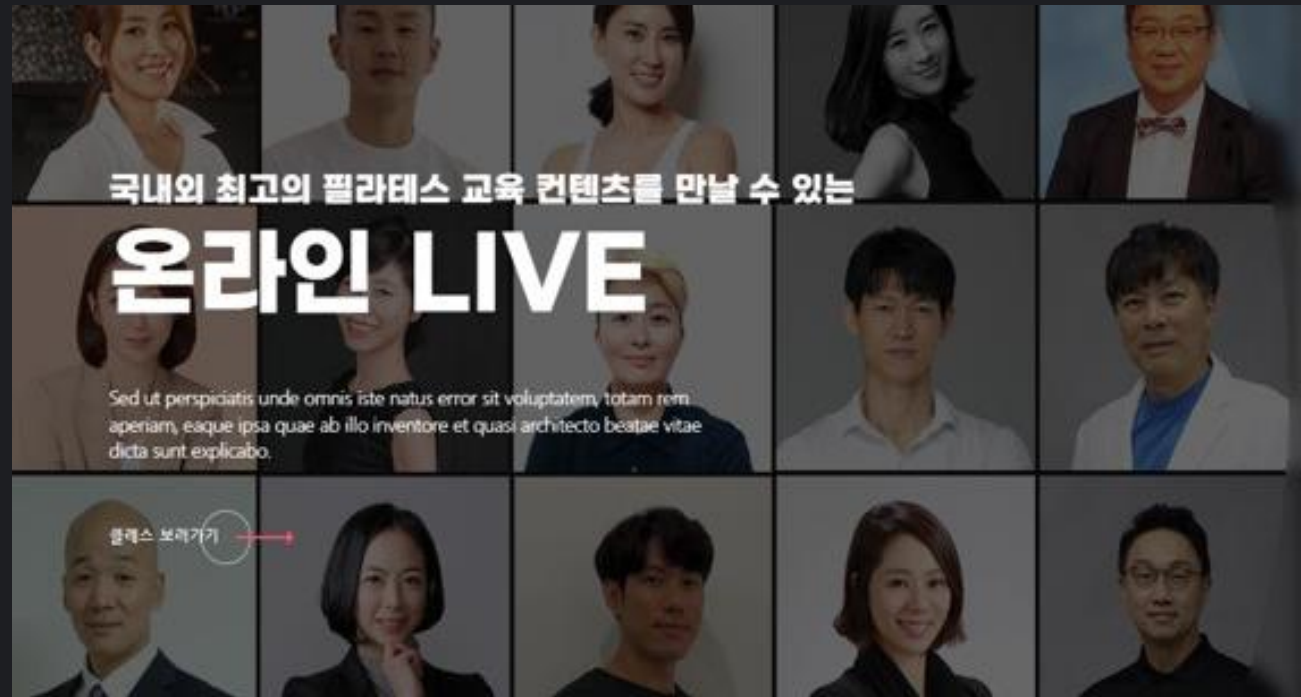 국내외 최고의 필라테스 교육 컨텐츠를 만날 수 있는
온라인 LIVE
Sed ut perspiciatis unde omnis iste natus error sit voluptatem, totam rem
aperiam, eaque ipsa quae ab illo inventore et quasi architecto beatae vitae
dicta sunt explicabo.
클래스 보러가기